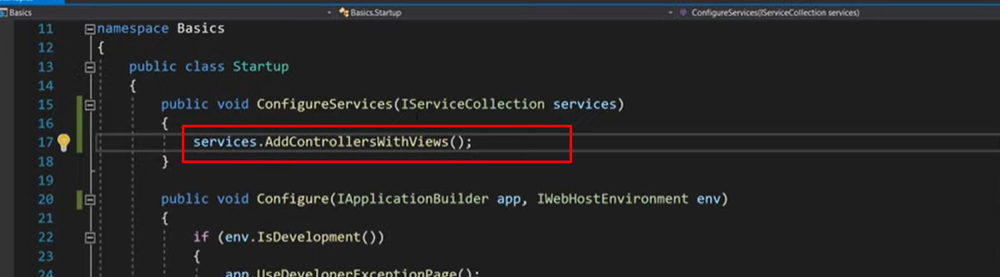 Basics Basics.Startup ConfigureServices(IServiceCollection services)
11 namespace Basics
12 {
13 public class Startup
14 {
15 public void ConfigureServices(IServiceCollection services)
16 {
17 services.AddControllersWithViews();
18 }
19
20 public void Configure(IApplicationBuilder app, IWebHostEnvironment env)
21 {
22 if (env.IsDevelopment())
23 {
24 app.UseDeveloperExceptionPage();